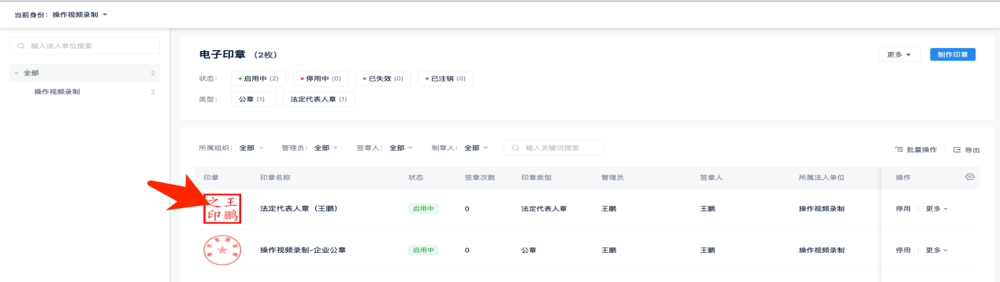 当前身份：操作视频录制
输入法人单位搜索
全部 2
操作视频录制 2
电子印章 (2枚)
更多 制作印章
状态： 启用中 (2) 停用中 (0) 已失效 (0) 已注销 (0)
类型： 公章 (1) 法定代表人章 (1)
所属组织：全部 管理员：全部 签章人：全部 制章人：全部 输入关键词搜索
批量操作 导出
印章 印章名称 状态 签章次数 印章类型 管理员 签章人 所属法人单位 操作
王鹏之印 法定代表人章（王鹏） 启用中 0 法定代表人章 王鹏 王鹏 操作视频录制 停用 更多
操作视频录制-企业公章 启用中 0 公章 王鹏 王鹏 操作视频录制 停用 更多